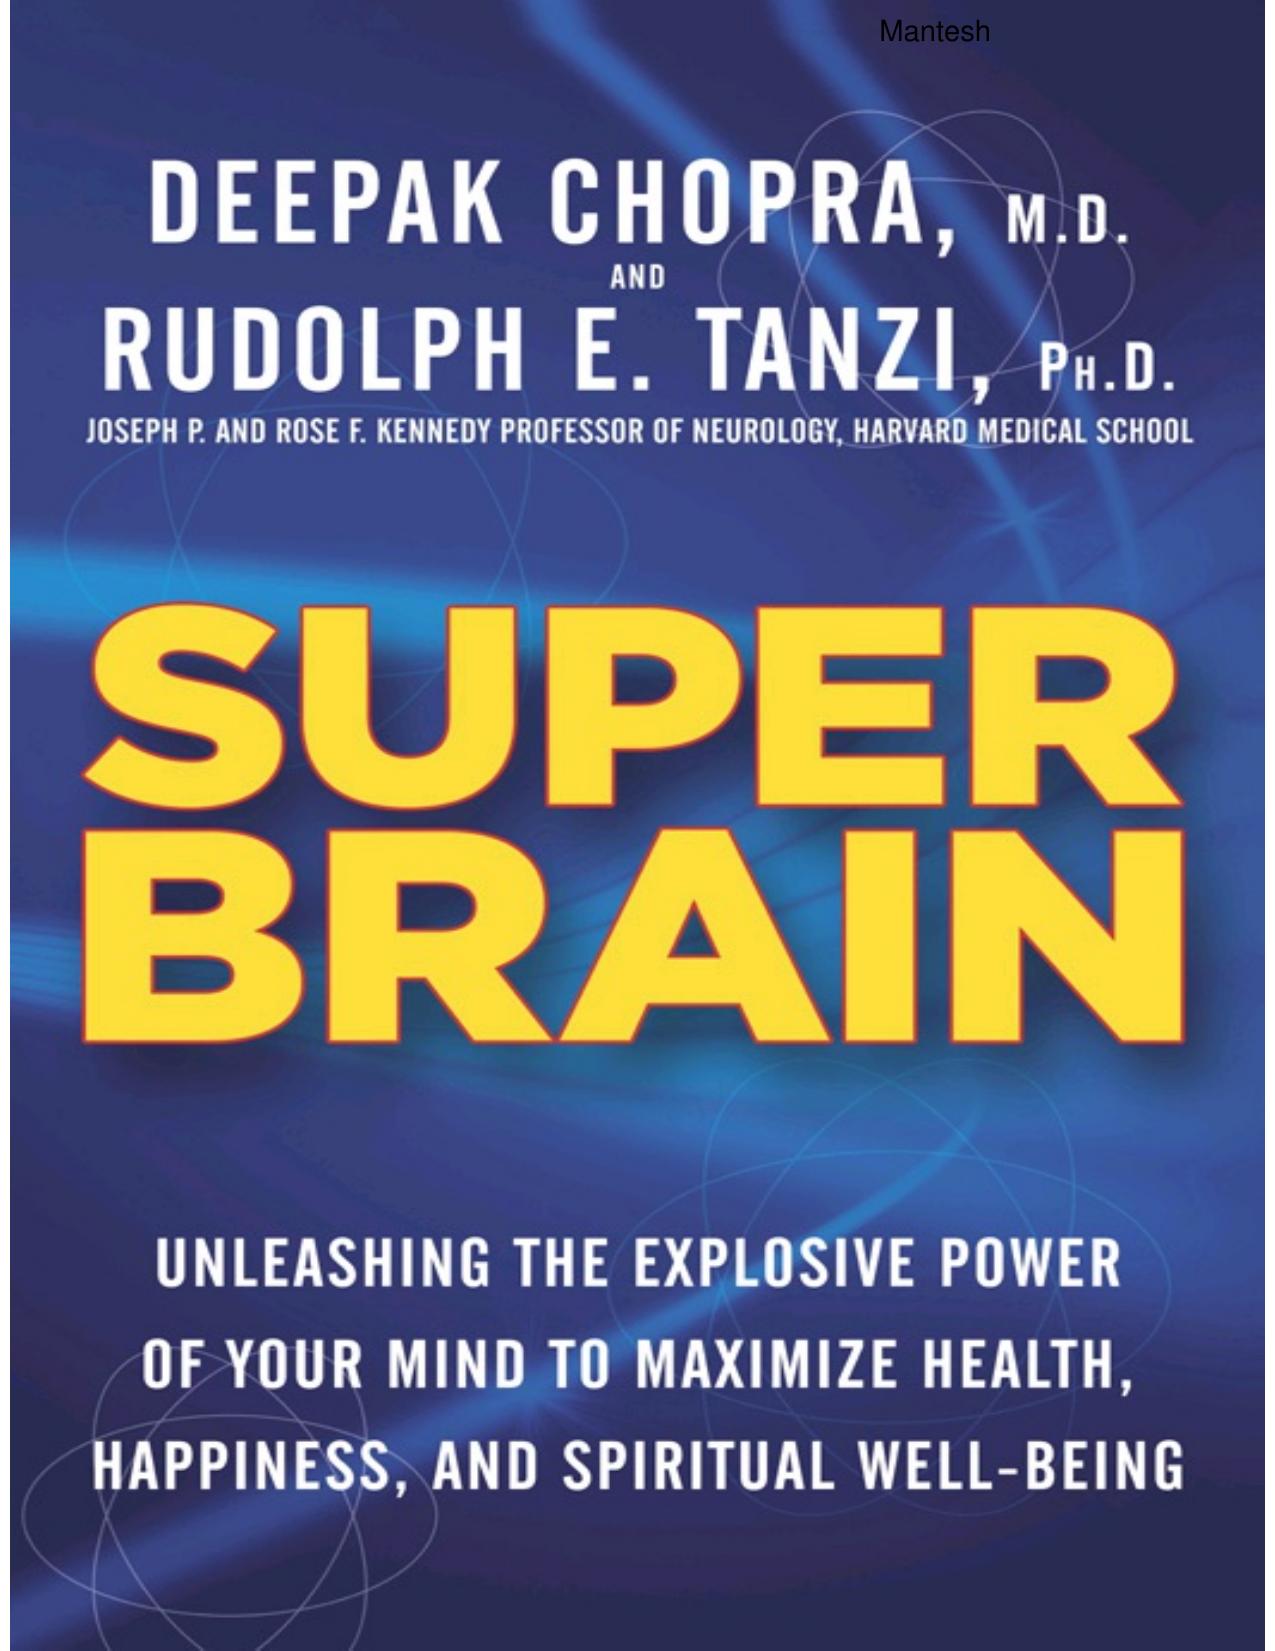 Mantesh
DEEPAK CHOPRA, M.D.
AND
RUDOLPH E. TANZI, PH.D.
JOSEPH P. AND ROSE F. KENNEDY PROFESSOR OF NEUROLOGY, HARVARD MEDICAL SCHOOL
SUPER
BRAIN
UNLEASHING THE EXPLOSIVE POWER
OF YOUR MIND TO MAXIMIZE HEALTH,
HAPPINESS, AND SPIRITUAL WELL-BEING